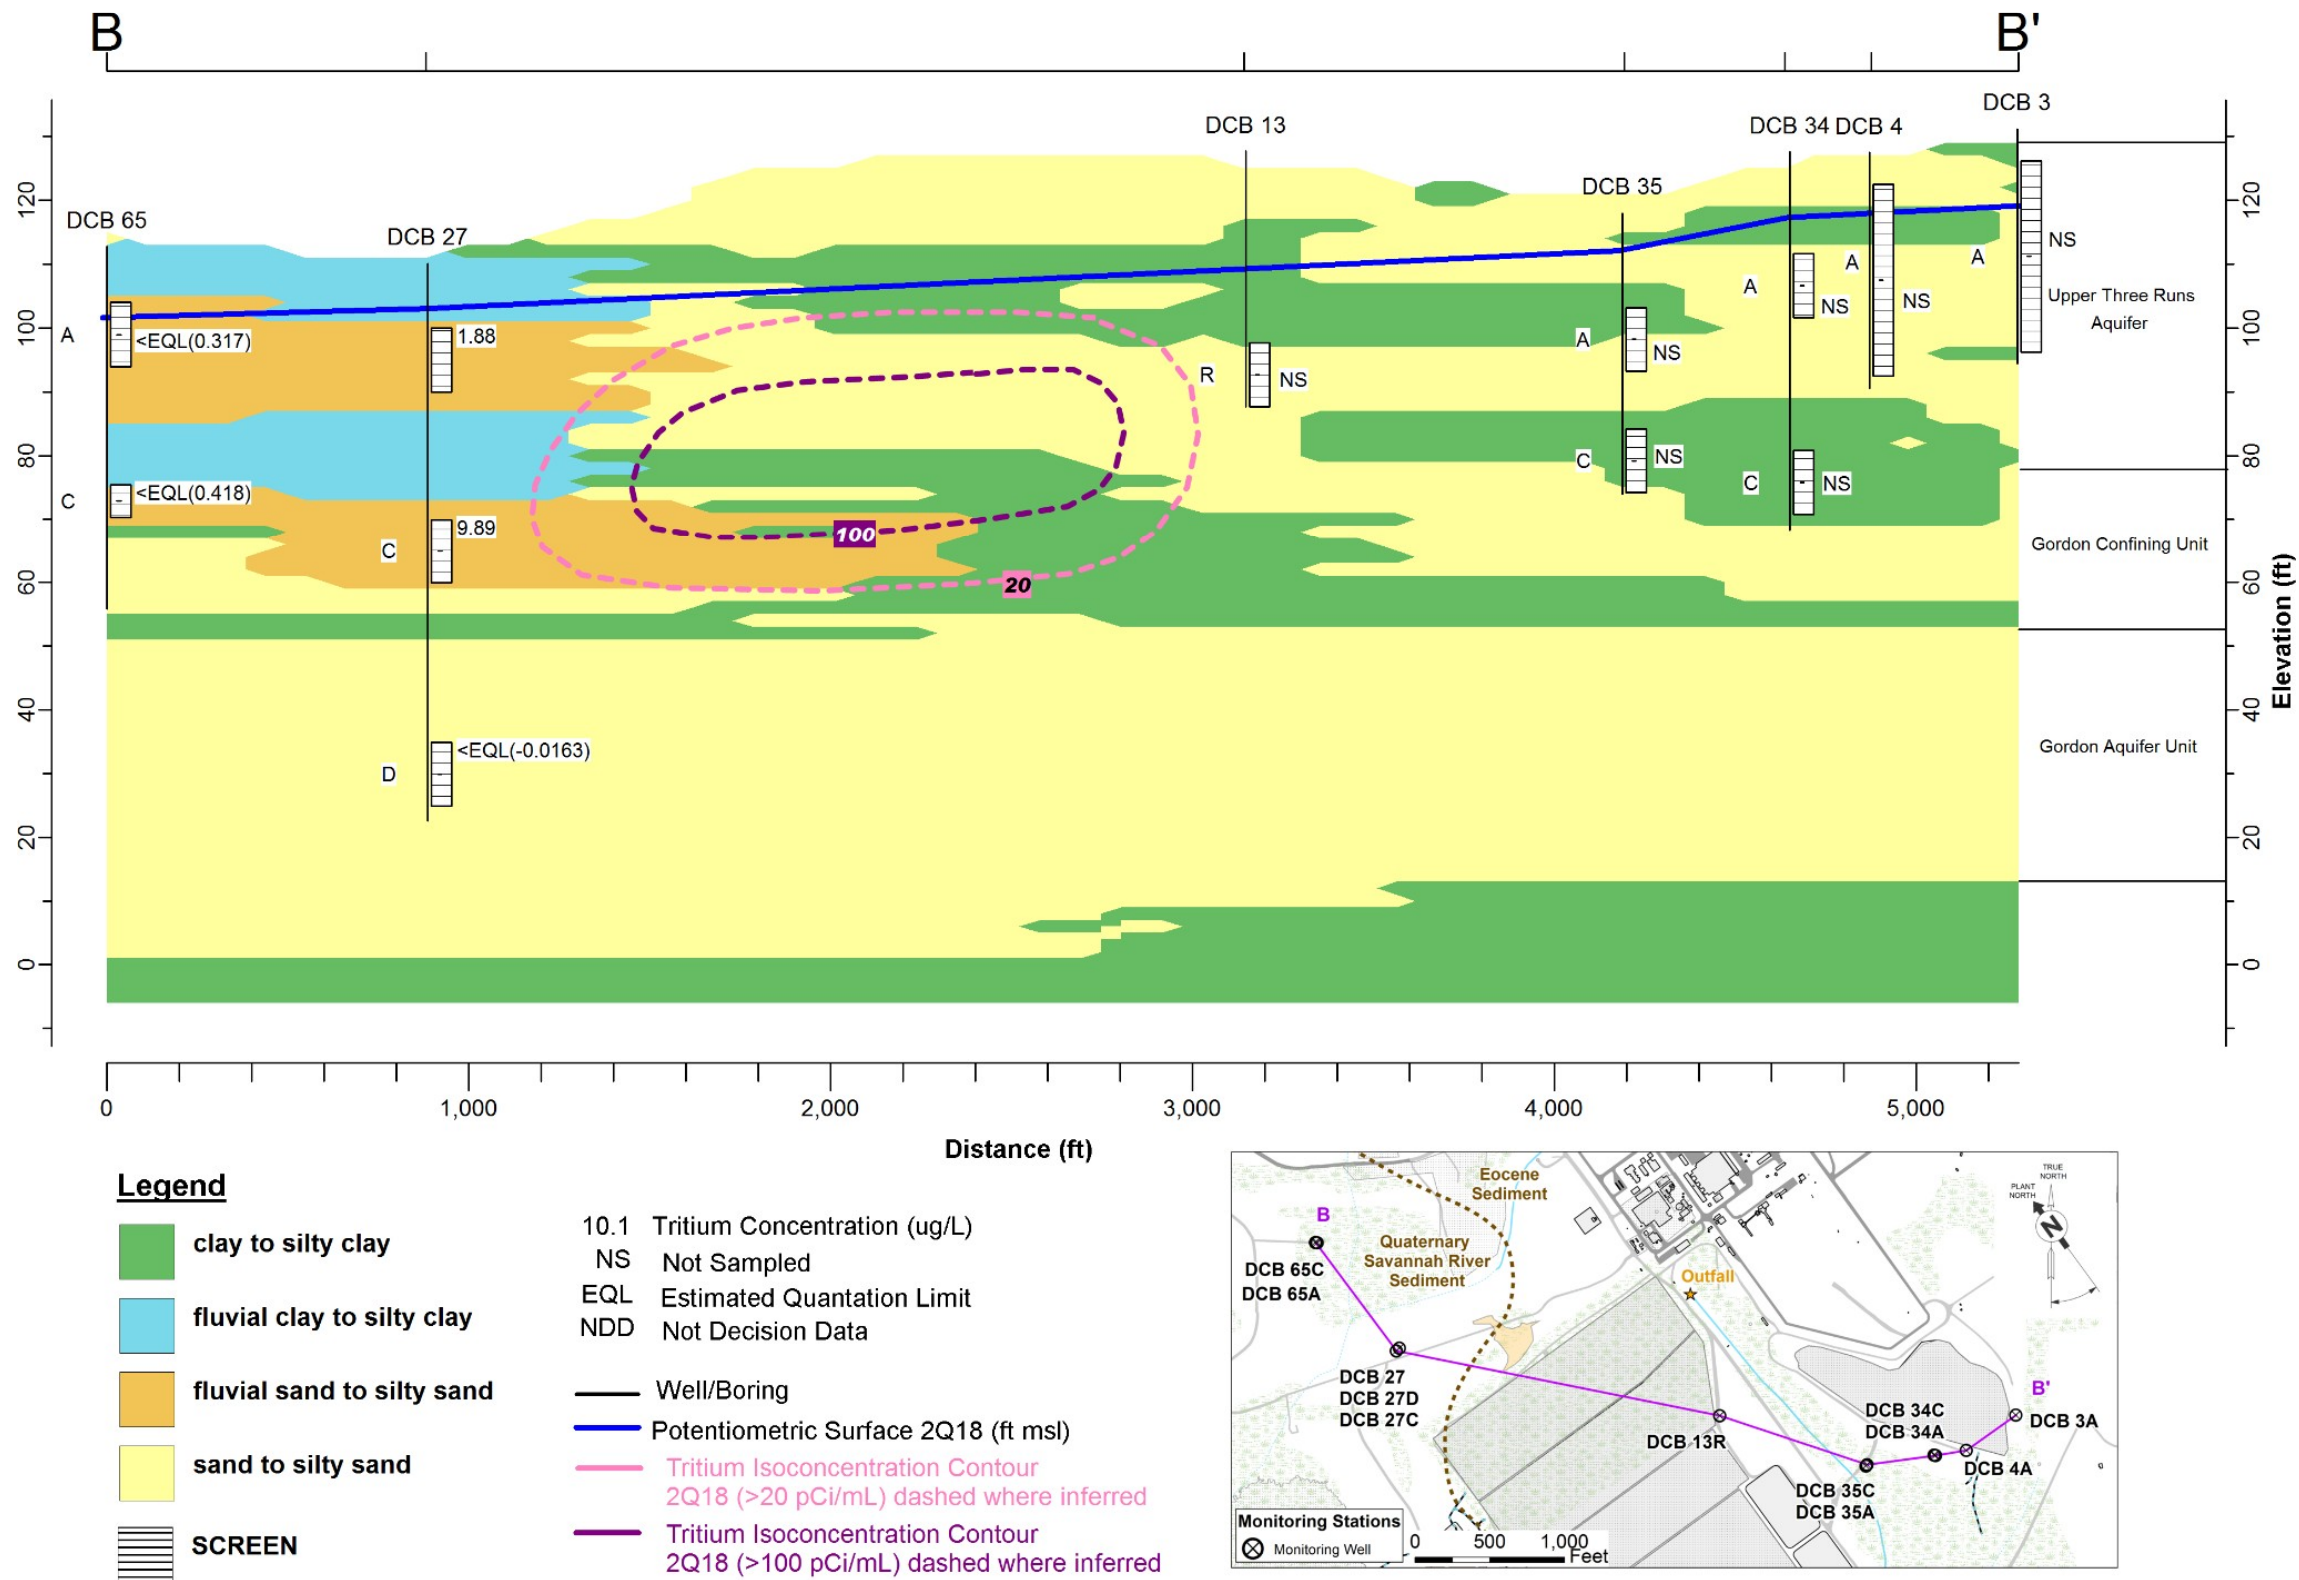 B
B'
DCB 3
DCB 13
DCB 34
DCB 4
DCB 35
DCB 65
DCB 27
120
100
80
60
40
20
0
120
100
80
60
40
20
0
Elevation (ft)
A
<EQL(0.317)
1.88
C
<EQL(0.418)
C
9.89
D
<EQL(-0.0163)
100
20
R
NS
A
NS
C
NS
A
NS
C
NS
A
NS
A
NS
Upper Three Runs
Aquifer
Gordon Confining Unit
Gordon Aquifer Unit
0
1,000
2,000
3,000
4,000
5,000
Distance (ft)
Legend
clay to silty clay
fluvial clay to silty clay
fluvial sand to silty sand
sand to silty sand
SCREEN
10.1 Tritium Concentration (ug/L)
NS Not Sampled
EQL Estimated Quantation Limit
NDD Not Decision Data
Well/Boring
Potentiometric Surface 2Q18 (ft msl)
Tritium Isoconcentration Contour
2Q18 (>20 pCi/mL) dashed where inferred
Tritium Isoconcentration Contour
2Q18 (>100 pCi/mL) dashed where inferred
Eocene
Sediment
Quaternary
Savannah River
Sediment
Outfall
TRUE
NORTH
PLANT
NORTH
N
B
DCB 65C
DCB 65A
DCB 27
DCB 27D
DCB 27C
DCB 13R
DCB 34C
DCB 34A
B'
DCB 3A
DCB 4A
DCB 35C
DCB 35A
Monitoring Stations
Monitoring Well
0
500
1,000
Feet